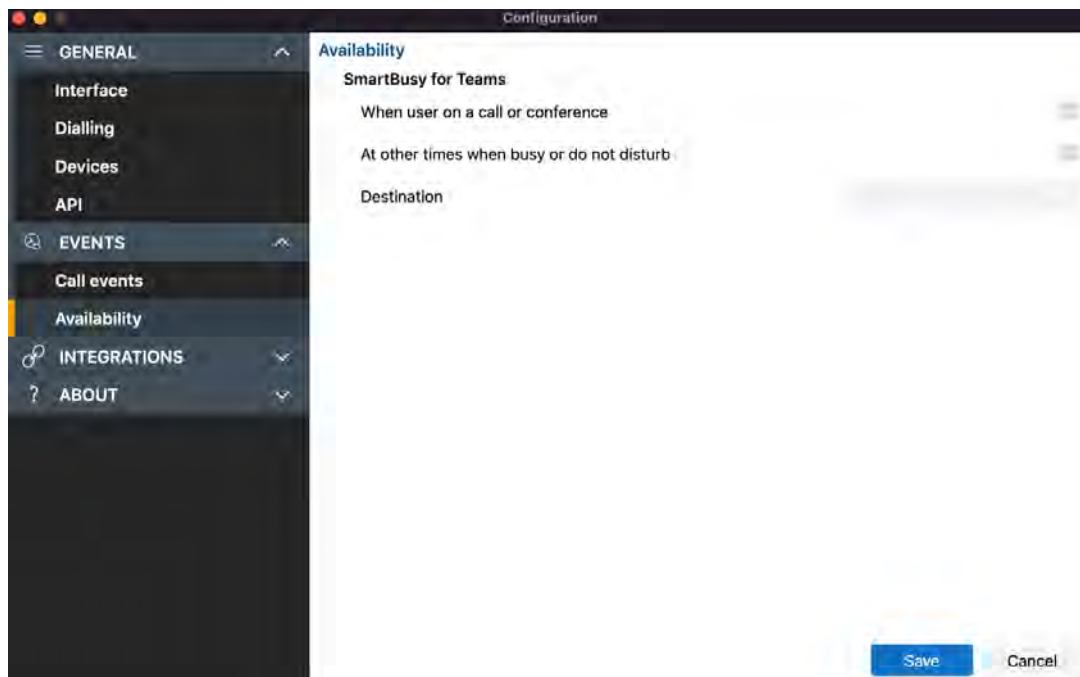 Configuration
GENERAL
Interface
Dialling
Devices
API
EVENTS
Call events
Availability
INTEGRATIONS
? ABOUT
Availability
SmartBusy for Teams
When user on a call or conference
At other times when busy or do not disturb
Destination
Save
Cancel